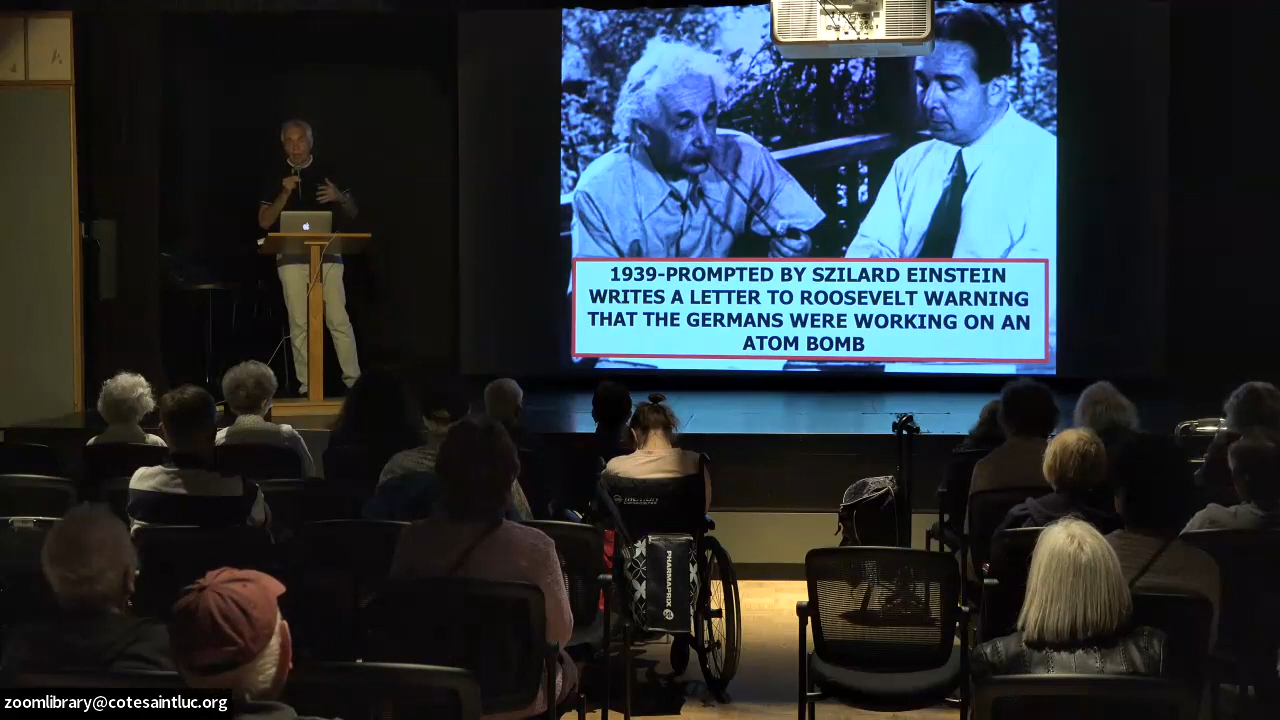 1939-PROMPTED BY SZILARD EINSTEIN
WRITES A LETTER TO ROOSEVELT WARNING
THAT THE GERMANS WERE WORKING ON AN
ATOM BOMB
MOTION
PHARMAPRIX
zoomlibrary@cotesaintluc.org